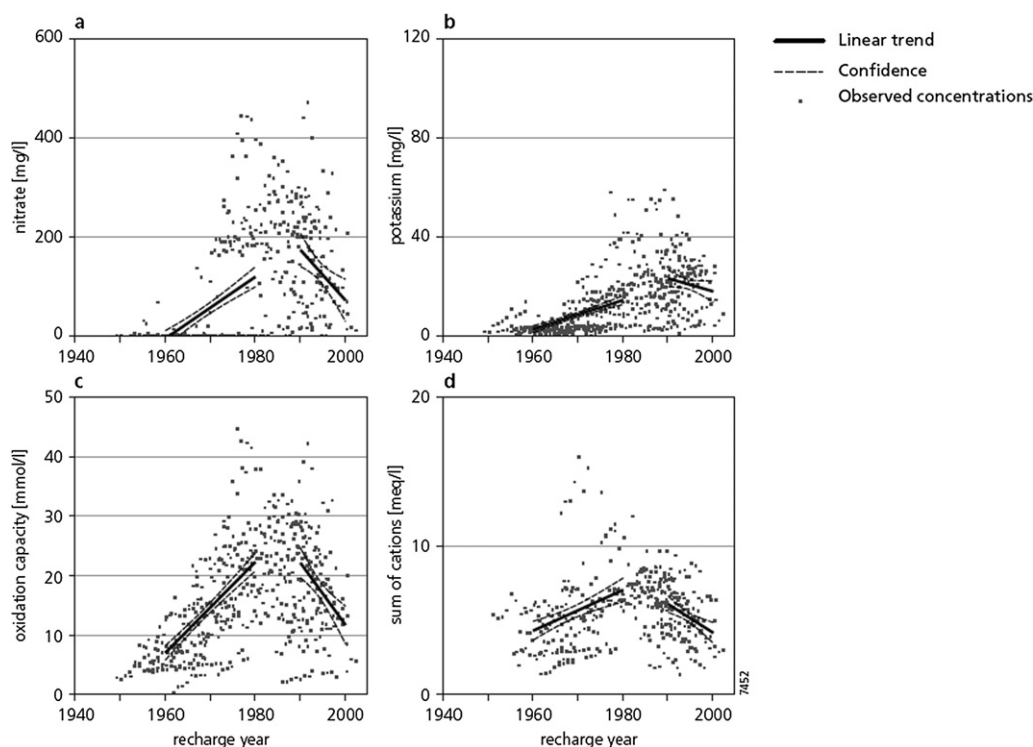 a
600
400
200
0
nitrate [mg/l]
1940
1960
1980
2000
b
120
80
40
0
potassium [mg/l]
1940
1960
1980
2000
Linear trend
Confidence
Observed concentrations
c
50
40
30
20
10
0
oxidation capacity [mmol/l]
1940
1960
1980
2000
recharge year
d
20
10
0
sum of cations [meq/l]
1940
1960
1980
2000
recharge year
7452